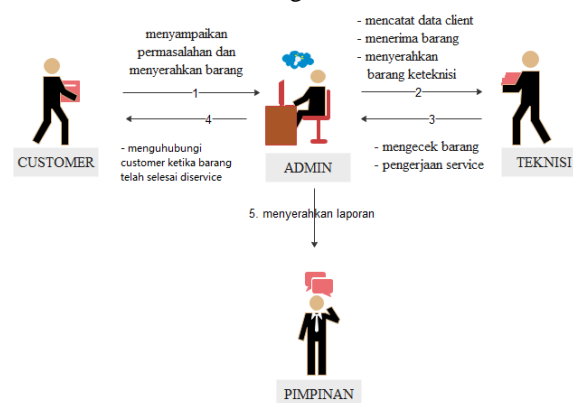 menyampaikan
permasalahan dan
menyerahkan barang
1
4
- menguhubungi
customer ketika barang
telah selesai diservice
CUSTOMER
ADMIN
- mencatat data client
- menerima barang
- menyerahkan
barang keteknisi
2
3
- mengecek barang
- pengerjaan service
TEKNISI
5. menyerahkan laporan
PIMPINAN